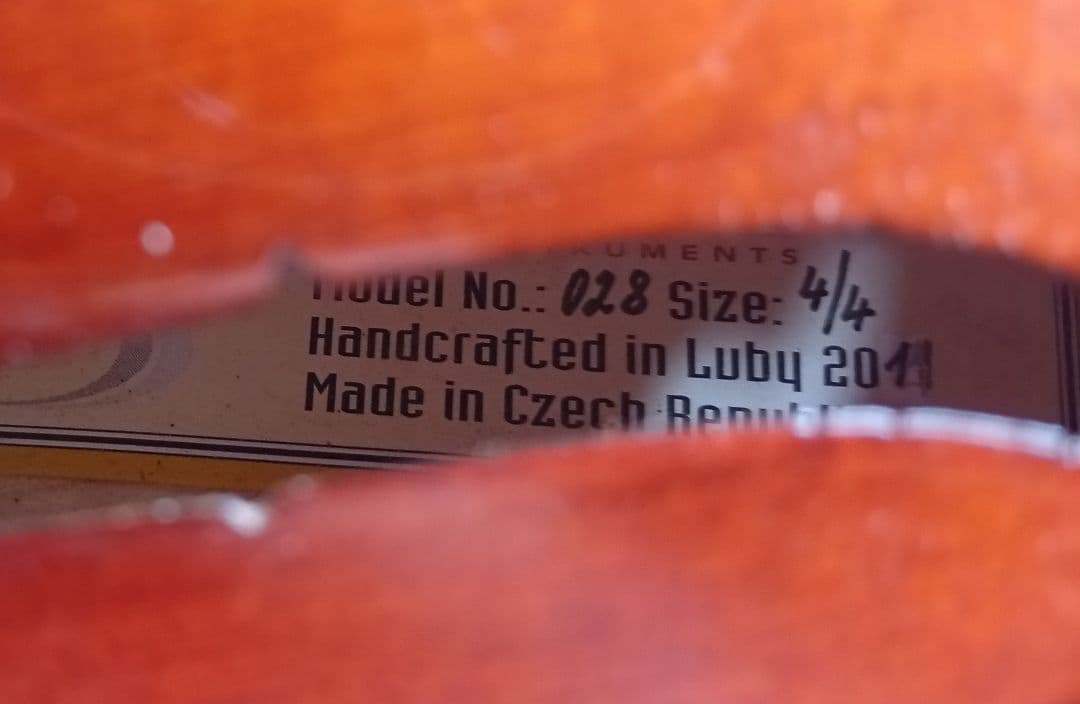 Model No.: 028 Size: 4/4
Handcrafted in Luby
Made in Czech